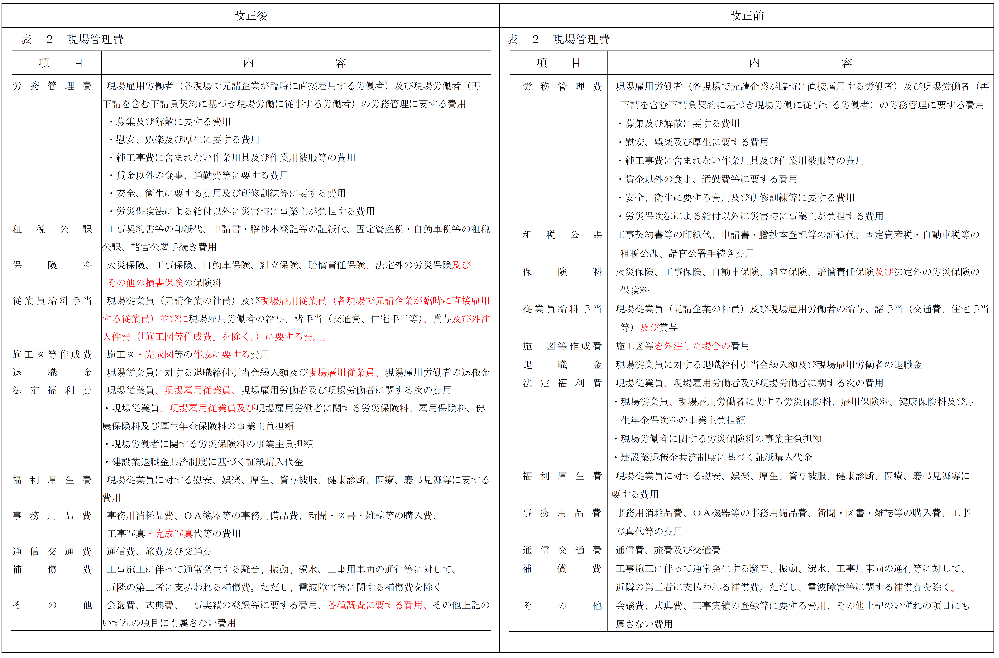 改正後
表－２　現場管理費
項　目　内　容
労務管理費　現場雇用労働者（各現場で元請企業が臨時に直接雇用する労働者）及び現場労働者（再
下請を含む下請負契約に基づき現場労働に従事する労働者）の労務管理に要する費用
・募集及び解散に要する費用
・慰安、娯楽及び厚生に要する費用
・純工事費に含まれない作業用具及び作業用被服等の費用
・賃金以外の食事、通勤費等に要する費用
・安全、衛生に要する費用及び研修訓練等に要する費用
・労災保険法による給付以外に災害時に事業主が負担する費用
租税公課　工事契約書等の印紙代、申請書・謄抄本登記等の証紙代、固定資産税・自動車税等の租税
公課、諸官公署手続き費用
保険料　火災保険、工事保険、自動車保険、組立保険、賠償責任保険、法定外の労災保険及び
その他の損害保険の保険料
従業員給料手当　現場従業員（元請企業の社員）及び現場雇用従業員（各現場で元請企業が臨時に直接雇用
する従業員）並びに現場雇用労働者の給与、諸手当（交通費、住宅手当等）、賞与及び外注
人件費（「施工図等作成費」を除く。）に要する費用。
施工図等作成費　施工図・完成図等の作成に要する費用
退職金　現場従業員に対する退職給付引当金繰入額及び現場雇用従業員、現場雇用労働者の退職金
法定福利費　現場従業員、現場雇用従業員、現場雇用労働者及び現場労働者に関する次の費用
・現場従業員、現場雇用従業員及び現場雇用労働者に関する労災保険料、雇用保険料、健
康保険料及び厚生年金保険料の事業主負担額
・現場労働者に関する労災保険料の事業主負担額
・建設業退職金共済制度に基づく証紙購入代金
福利厚生費　現場従業員に対する慰安、娯楽、厚生、貸与被服、健康診断、医療、慶弔見舞等に要する
費用
事務用品費　事務用消耗品費、ＯＡ機器等の事務用備品費、新聞・図書・雑誌等の購入費、
工事写真・完成写真代等の費用
通信交通費　通信費、旅費及び交通費
補償費　工事施工に伴って通常発生する騒音、振動、濁水、工事用車両の通行等に対して、
近隣の第三者に支払われる補償費。ただし、電波障害等に関する補償費を除く
その他　会議費、式典費、工事実績の登録等に要する費用、各種調査に要する費用、その他上記の
いずれの項目にも属さない費用
改正前
表－２　現場管理費
項　目　内　容
労務管理費　現場雇用労働者（各現場で元請企業が臨時に直接雇用する労働者）及び現場労働者（再
下請を含む下請負契約に基づき現場労働に従事する労働者）の労務管理に要する費用
・募集及び解散に要する費用
・慰安、娯楽及び厚生に要する費用
・純工事費に含まれない作業用具及び作業用被服等の費用
・賃金以外の食事、通勤費等に要する費用
・安全、衛生に要する費用及び研修訓練等に要する費用
・労災保険法による給付以外に災害時に事業主が負担する費用
租税公課　工事契約書等の印紙代、申請書・謄抄本登記等の証紙代、固定資産税・自動車税等の
租税公課、諸官公署手続き費用
保険料　火災保険、工事保険、自動車保険、組立保険、賠償責任保険及び法定外の労災保険の
保険料
従業員給料手当　現場従業員（元請企業の社員）及び現場雇用労働者の給与、諸手当（交通費、住宅手当
等）及び賞与
施工図等作成費　施工図等を外注した場合の費用
退職金　現場従業員に対する退職給付引当金繰入額及び現場雇用労働者の退職金
法定福利費　現場従業員、現場雇用労働者及び現場労働者に関する次の費用
・現場従業員、現場雇用労働者に関する労災保険料、雇用保険料、健康保険料及び厚
生年金保険料の事業主負担額
・現場労働者に関する労災保険料の事業主負担額
・建設業退職金共済制度に基づく証紙購入代金
福利厚生費　現場従業員に対する慰安、娯楽、厚生、貸与被服、健康診断、医療、慶弔見舞等に
要する費用
事務用品費　事務用消耗品費、ＯＡ機器等の事務用備品費、新聞・図書・雑誌等の購入費、工事
写真代等の費用
通信交通費　通信費、旅費及び交通費
補償費　工事施工に伴って通常発生する騒音、振動、濁水、工事用車両の通行等に対して、
近隣の第三者に支払われる補償費。ただし、電波障害等に関する補償費を除く。
その他　会議費、式典費、工事実績の登録等に要する費用、その他上記のいずれの項目にも
属さない費用